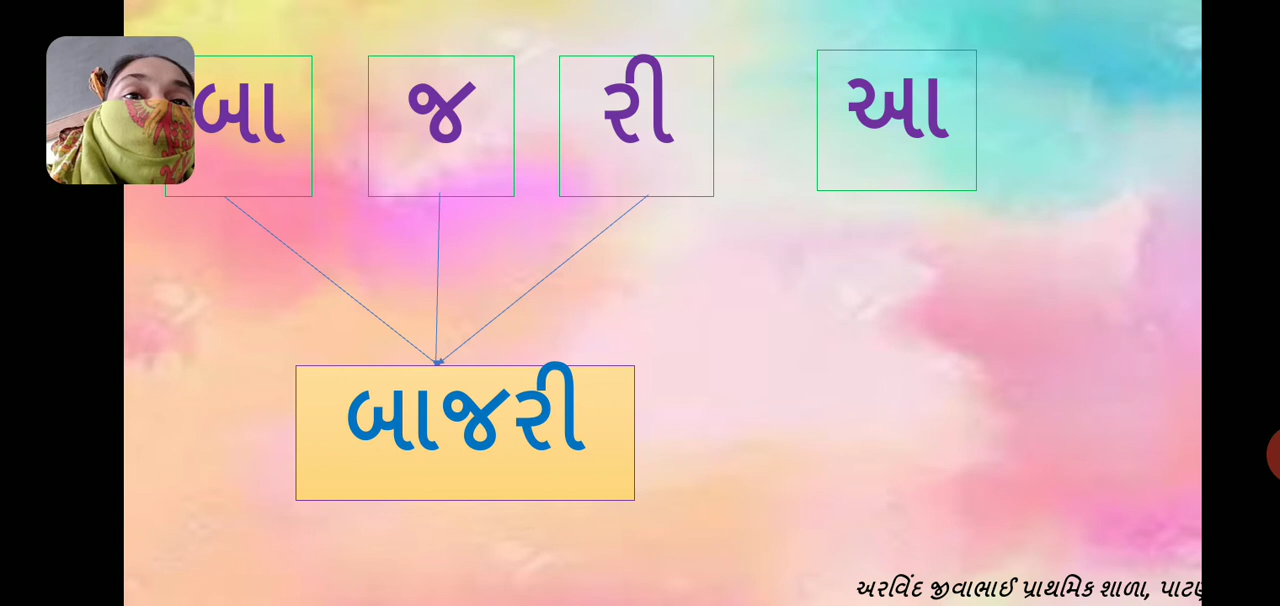 બા જ રી આ
બાજરી
અરવિંદ જીવાભાઈ પ્રાથમિક શાળા,